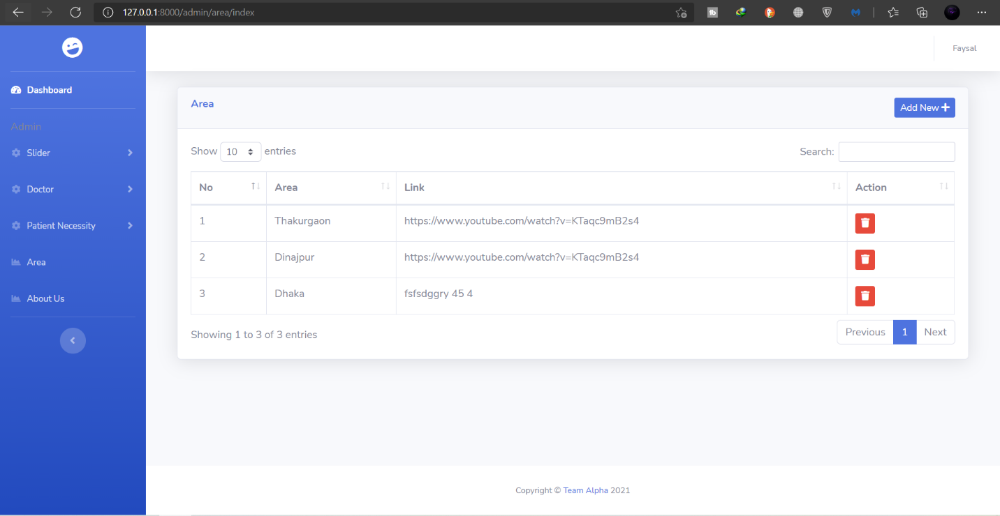 127.0.0.1:8000/admin/area/index
Faysal
Dashboard
Admin
Slider
Doctor
Patient Necessity
Area
About Us
Area
Add New
Show 10 entries
Search:
No Area Link Action
1 Thakurgaon https://www.youtube.com/watch?v=KTaqc9mB2s4
2 Dinajpur https://www.youtube.com/watch?v=KTaqc9mB2s4
3 Dhaka fsfsdggry 45 4
Showing 1 to 3 of 3 entries
Previous 1 Next
Copyright © Team Alpha 2021